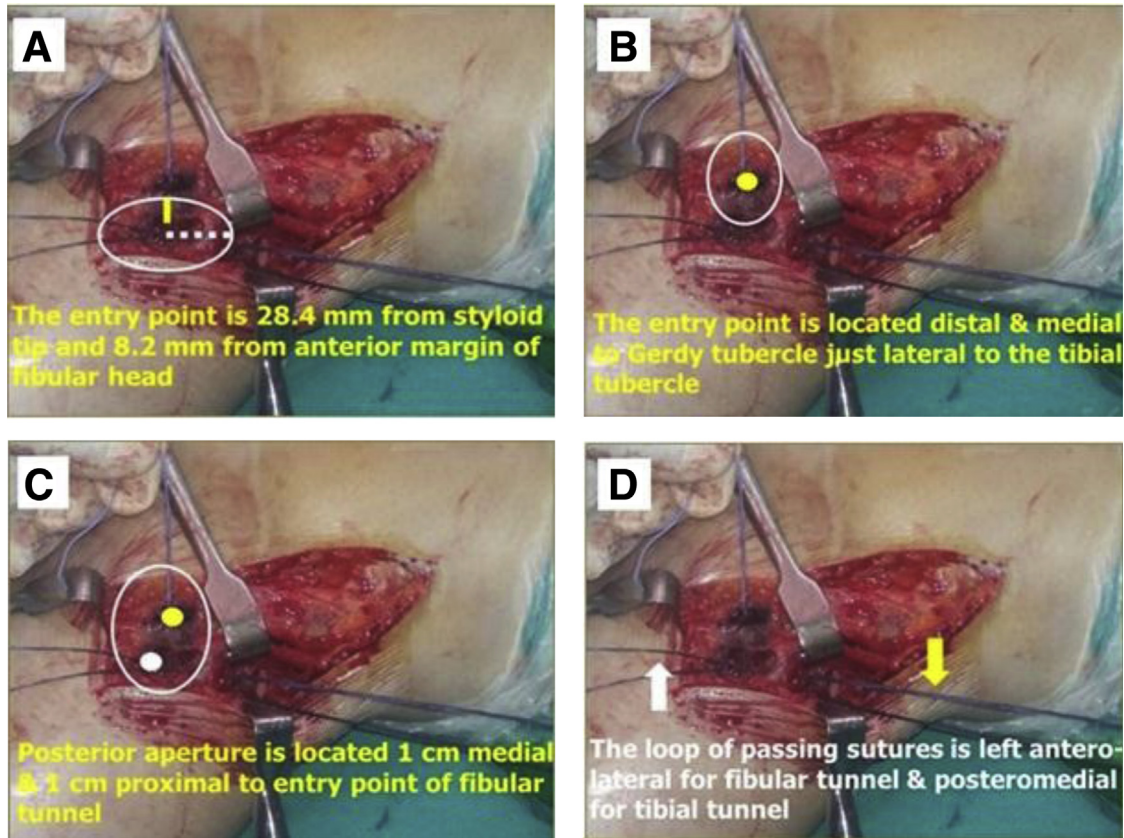 A
The entry point is 28.4 mm from styloid
tip and 8.2 mm from anterior margin of
fibular head
B
The entry point is located distal & medial
to Gerdy tubercle just lateral to the tibial
tubercle
C
Posterior aperture is located 1 cm medial
& 1 cm proximal to entry point of fibular
tunnel
D
The loop of passing sutures is left antero-
lateral for fibular tunnel & posteromedial
for tibial tunnel